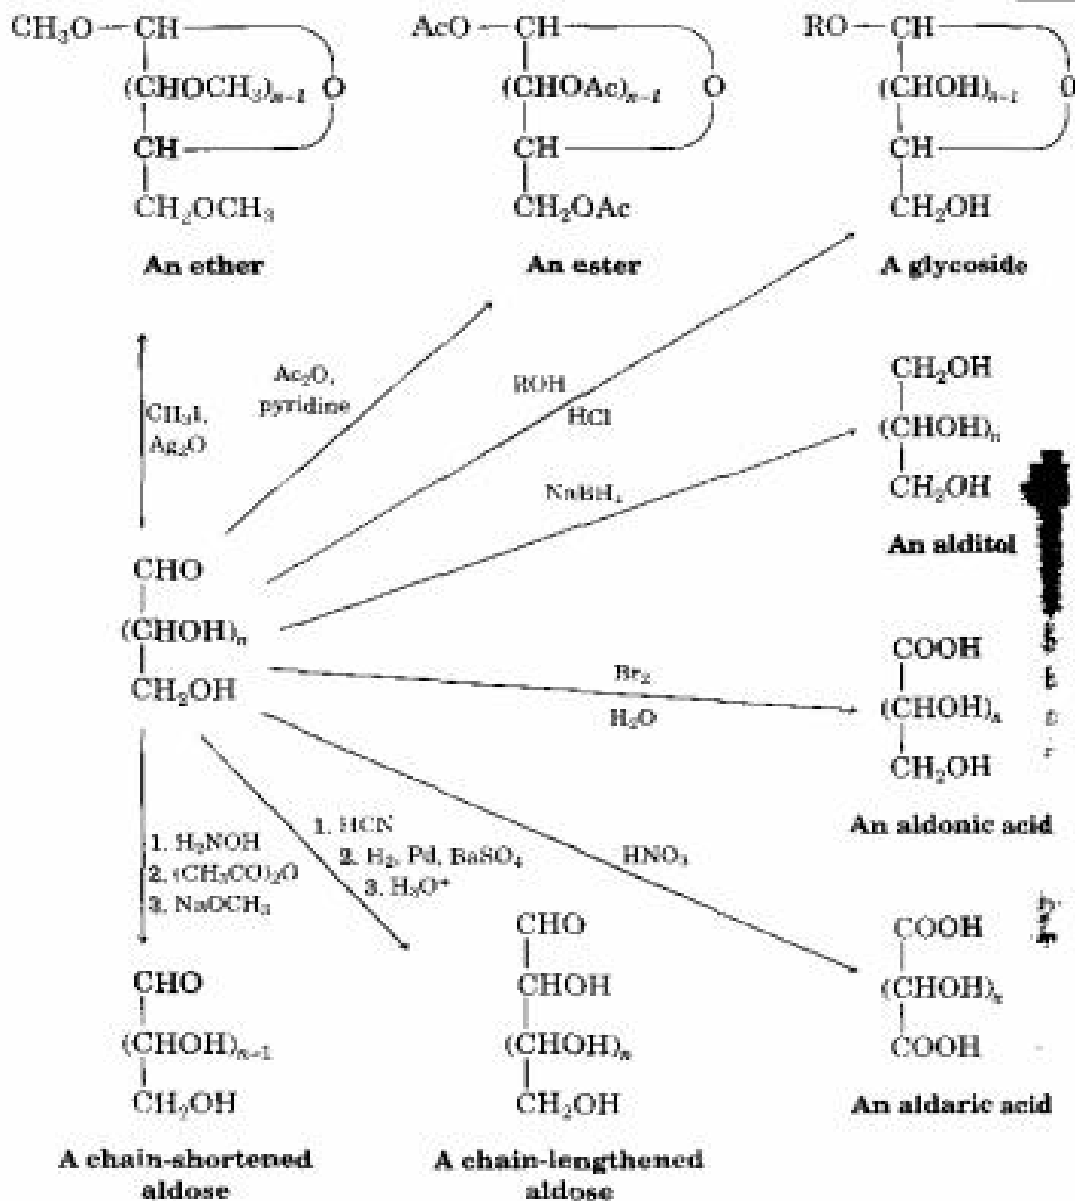 CH₃O—CH
(CHOCH₃)ₙ₋₁ O
CH
CH₂OCH₃
An ether
AcO—CH
(CHOAc)ₙ₋₁ O
CH
CH₂OAc
An ester
RO—CH
(CHOH)ₙ₋₁ O
CH
CH₂OH
A glycoside
CH₃I,
Ag₂O
Ac₂O,
pyridine
ROH
HCl
NaBH₄
CH₂OH
(CHOH)ₙ
CH₂OH
An alditol
CHO
(CHOH)ₙ
CH₂OH
Br₂
H₂O
COOH
(CHOH)ₙ
CH₂OH
An aldonic acid
1. H₂NOH
2. (CH₃CO)₂O
3. NaOCH₃
1. HCN
2. H₂, Pd, BaSO₄
3. H₃O⁺
HNO₃
COOH
(CHOH)ₙ
COOH
An aldaric acid
CHO
(CHOH)ₙ₋₁
CH₂OH
A chain-shortened
aldose
CHO
CHOH
(CHOH)ₙ
CH₂OH
A chain-lengthened
aldose